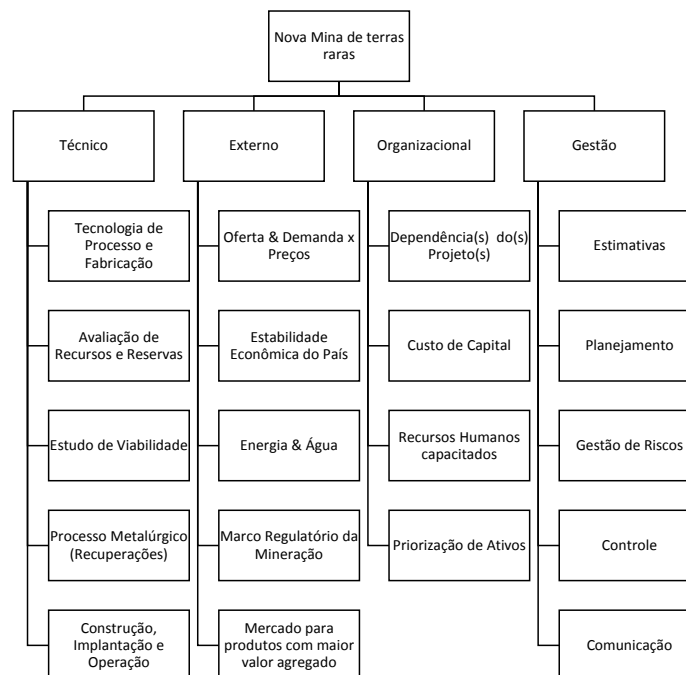 Nova Mina de terras
raras
Técnico
Externo
Organizacional
Gestão
Tecnologia de
Processo e
Fabricação
Oferta & Demanda x
Preços
Dependência(s) do(s)
Projeto(s)
Estimativas
Avaliação de
Recursos e Reservas
Estabilidade
Econômica do País
Custo de Capital
Planejamento
Estudo de Viabilidade
Energia & Água
Recursos Humanos
capacitados
Gestão de Riscos
Processo Metalúrgico
(Recuperações)
Marco Regulatório da
Mineração
Priorização de Ativos
Controle
Construção,
Implantação e
Operação
Mercado para
produtos com maior
valor agregado
Comunicação